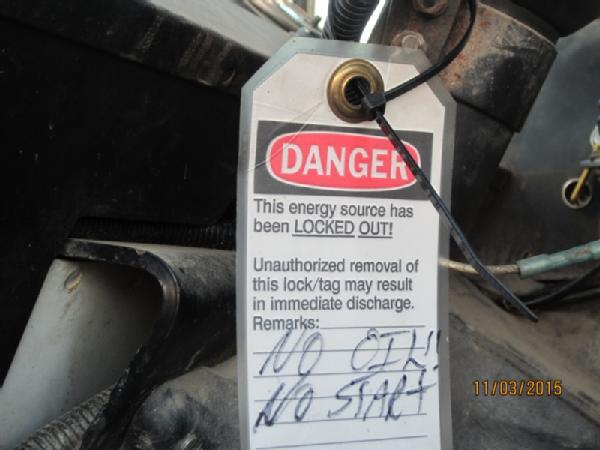 DANGER
This energy source has
been LOCKED OUT!
Unauthorized removal of
this lock/tag may result
in immediate discharge.
Remarks:
NO OIL!!
NO START
11/03/2015